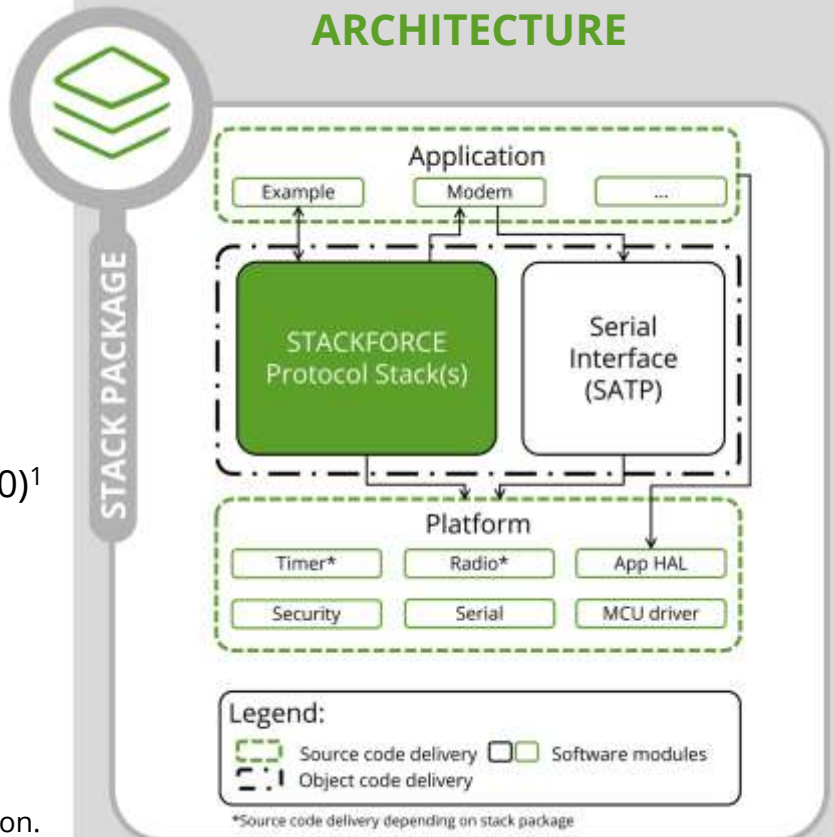 ARCHITECTURE
STACK PACKAGE
Application
Example
Modem
...
STACKFORCE
Protocol Stack(s)
Serial
Interface
(SATP)
0)1
Platform
Timer*
Radio*
App HAL
Security
Serial
MCU driver
Legend:
Source code delivery
Software modules
Object code delivery
*Source code delivery depending on stack package
on.